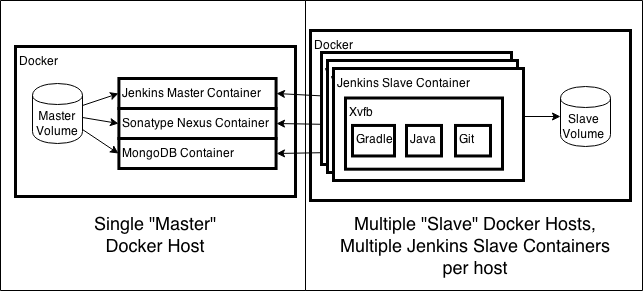 Docker
Master
Volume
Jenkins Master Container
Sonatype Nexus Container
MongoDB Container
Single "Master"
Docker Host
Docker
Jenkins Slave Container
Xvfb
Gradle
Java
Git
Slave
Volume
Multiple "Slave" Docker Hosts,
Multiple Jenkins Slave Containers
per host